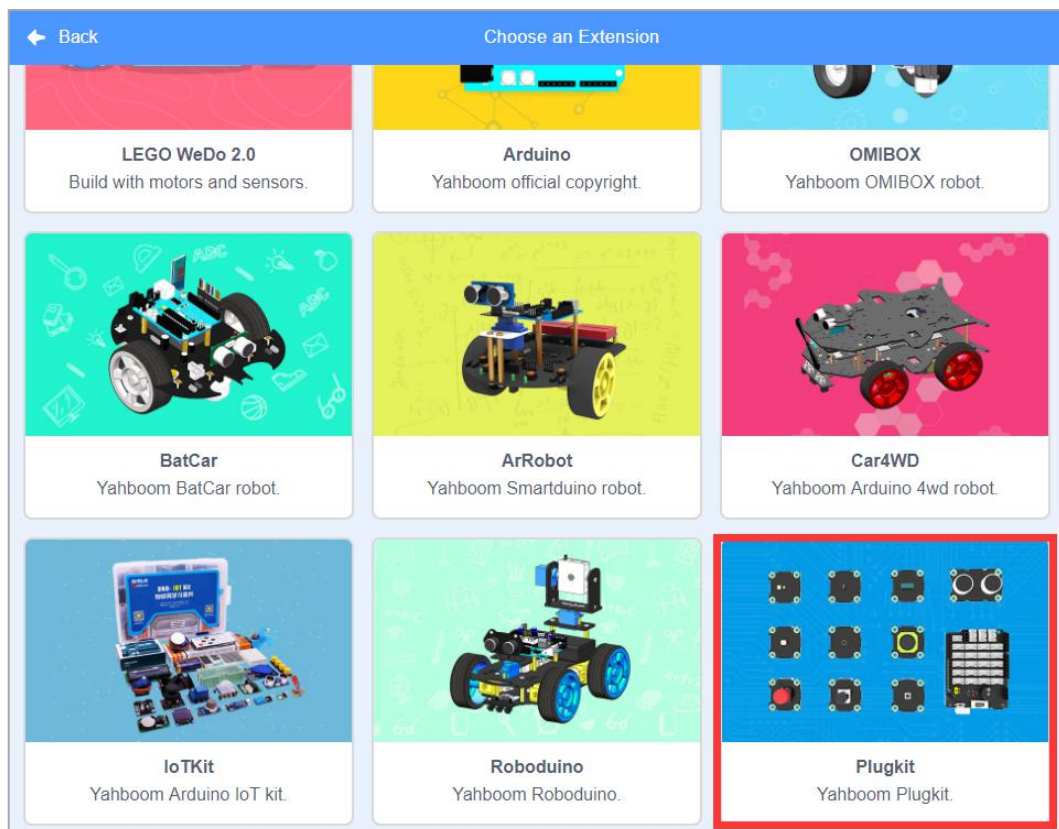 Back
Choose an Extension
LEGO WeDo 2.0
Build with motors and sensors.
Arduino
Yahboom official copyright.
OMIBOX
Yahboom OMIBOX robot.
ABC
ABC
BatCar
Yahboom BatCar robot.
ArRobot
Yahboom Smartduino robot.
Car4WD
Yahboom Arduino 4wd robot.
IoTKit
Yahboom Arduino IoT kit.
Roboduino
Yahboom Roboduino.
Plugkit
Yahboom Plugkit.